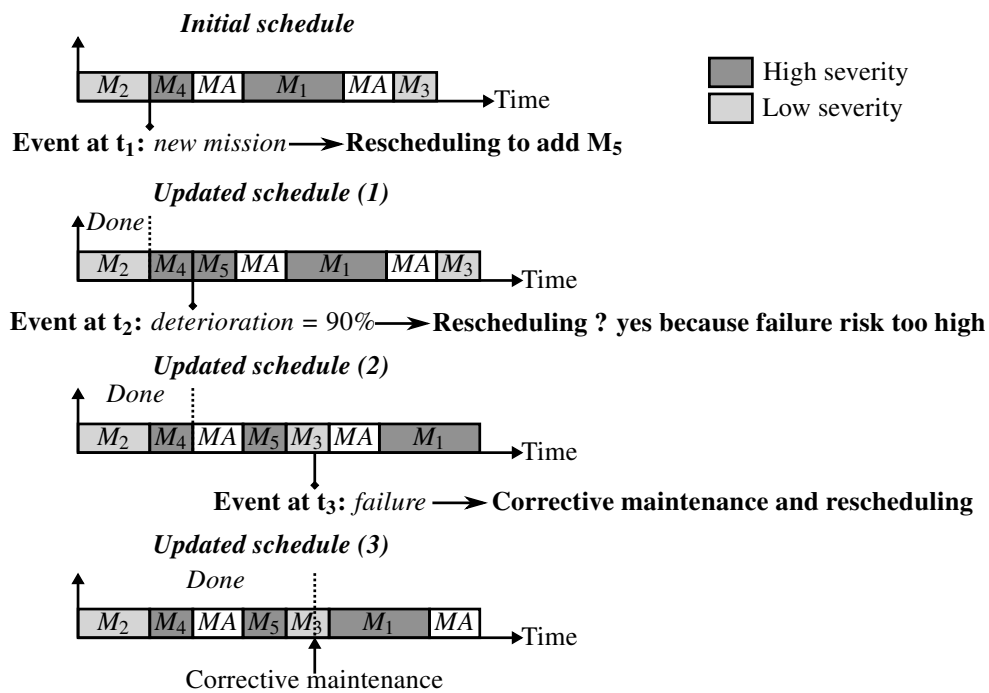 Initial schedule
M2 M4 MA M1 MA M3
Time
High severity
Low severity
Event at t1: new mission Rescheduling to add M5
Updated schedule (1)
Done
M2 M4 M5 MA M1 MA M3
Time
Event at t2: deterioration = 90% Rescheduling ? yes because failure risk too high
Updated schedule (2)
Done
M2 M4 MA M5 M3 MA M1
Time
Event at t3: failure Corrective maintenance and rescheduling
Updated schedule (3)
Done
M2 M4 MA M5 M3 M1 MA
Time
Corrective maintenance